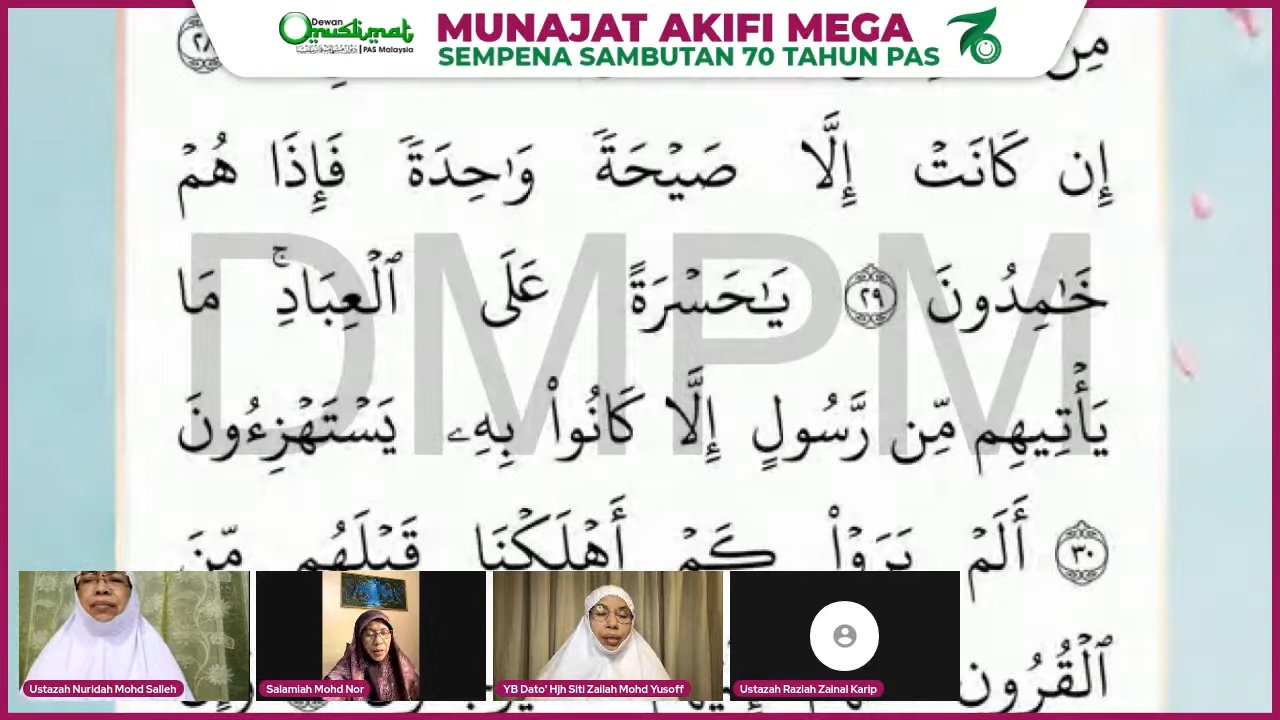 Dewan
muslimat
PAS Malaysia
MUNAJAT AKIFI MEGA
SEMPENA SAMBUTAN 70 TAHUN PAS
مِن
٢٨
إِن كَانَتْ إِلَّا صَيْحَةً وَٰحِدَةً فَإِذَا هُمْ
خَٰمِدُونَ ٢٩ يَٰحَسْرَةً عَلَى ٱلْعِبَادِ ۚ مَا
يَأْتِيهِم مِّن رَّسُولٍ إِلَّا كَانُوا۟ بِهِۦ يَسْتَهْزِءُونَ
٣٠ أَلَمْ يَرَوْا۟ كَمْ أَهْلَكْنَا قَبْلَهُم مِّنَ
ٱلْقُرُونِ
DMPM
Ustazah Nuridah Mohd Salleh
Salamiah Mohd Nor
YB Dato' Hjh Siti Zailah Mohd Yusoff
Ustazah Raziah Zainal Karip